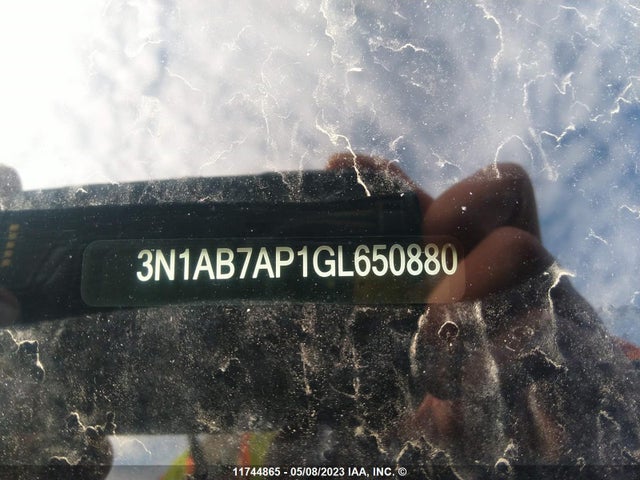 3N1AB7AP1GL650880
11744865 - 05/08/2023 IAA, INC. ©